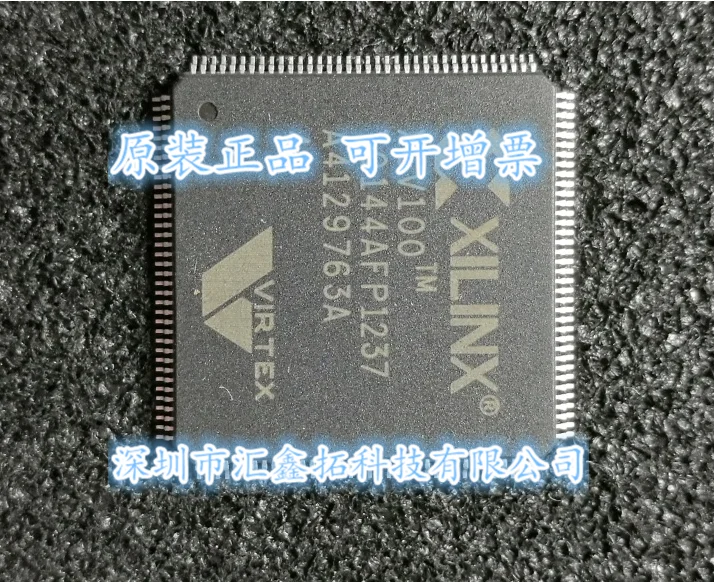 原装正品 可开增票
XILINX®
V100™
144AFP1237
A4129763A
VIRTEX
深圳市汇鑫拓科技有限公司